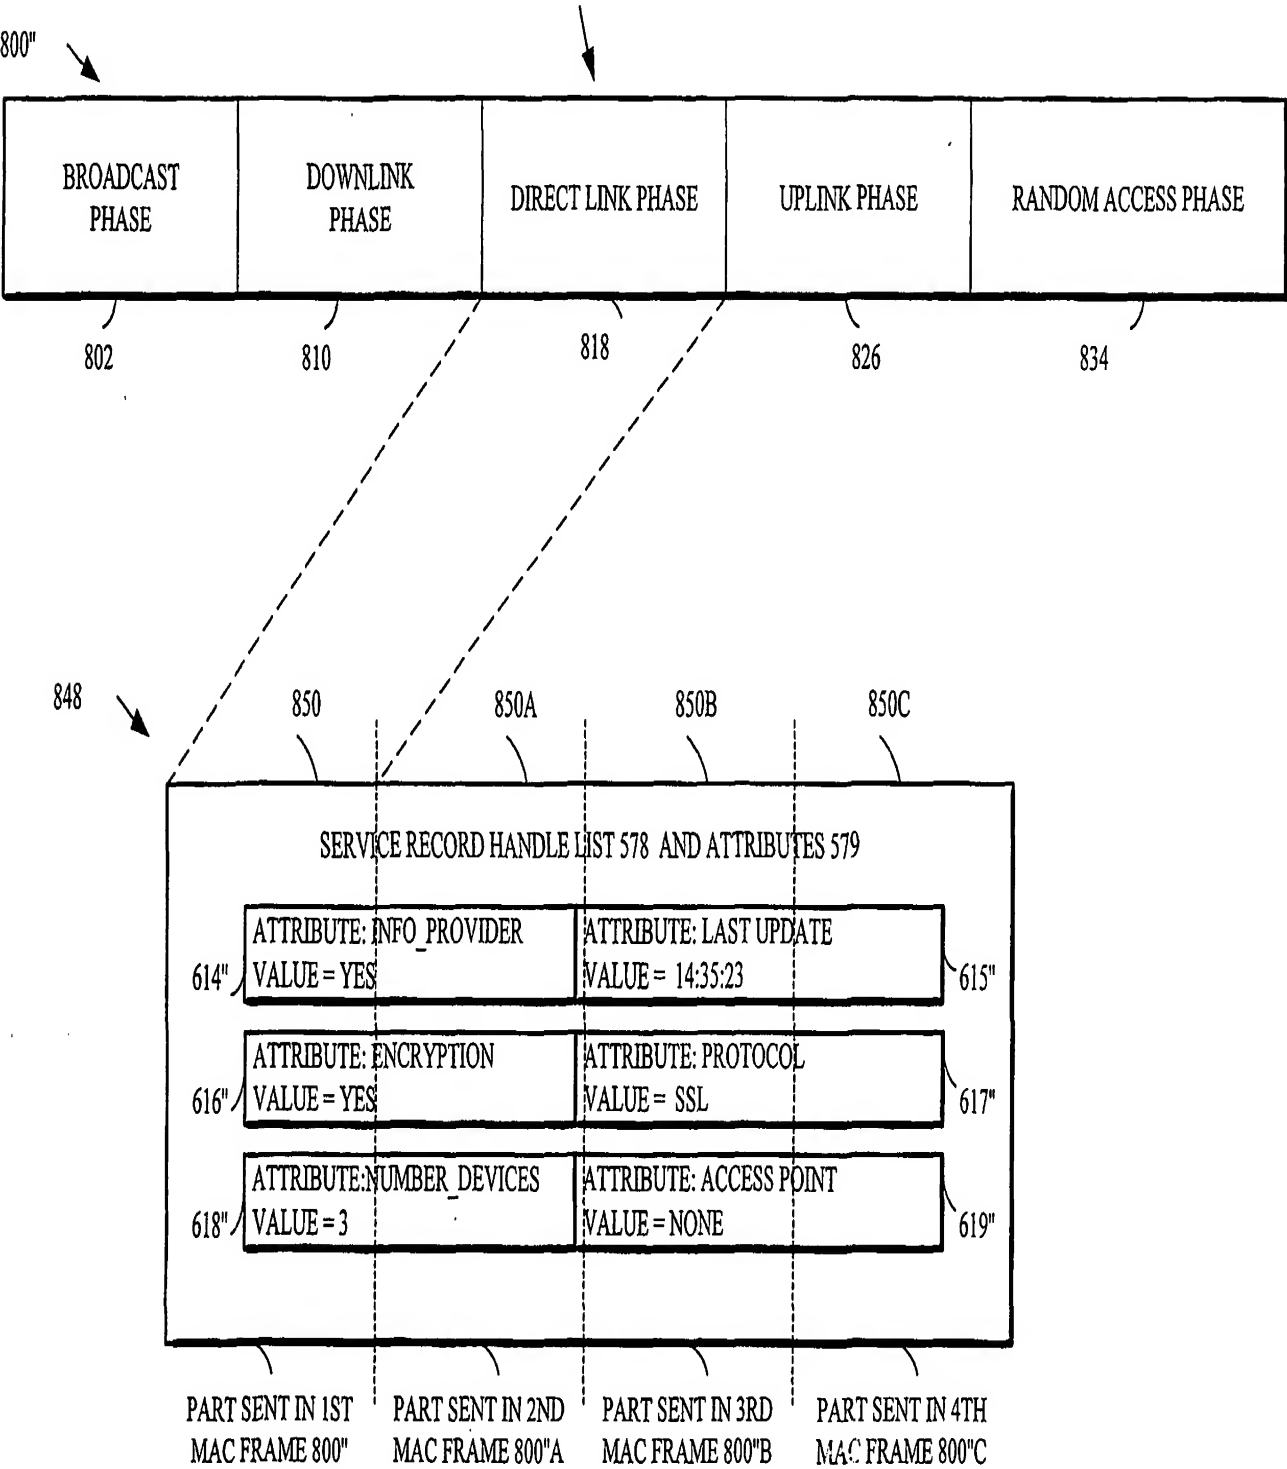 800"
BROADCAST
PHASE
DOWNLINK
PHASE
DIRECT LINK PHASE
UPLINK PHASE
RANDOM ACCESS PHASE
802
810
818
826
834
848
850
850A
850B
850C
SERVICE RECORD HANDLE LIST 578 AND ATTRIBUTES 579
ATTRIBUTE: INFO_PROVIDER
VALUE = YES
ATTRIBUTE: LAST UPDATE
VALUE = 14:35:23
614"
615"
ATTRIBUTE: ENCRYPTION
VALUE = YES
ATTRIBUTE: PROTOCOL
VALUE = SSL
616"
617"
ATTRIBUTE:NUMBER_DEVICES
VALUE = 3
ATTRIBUTE: ACCESS POINT
VALUE = NONE
618"
619"
PART SENT IN 1ST
MAC FRAME 800"
PART SENT IN 2ND
MAC FRAME 800"A
PART SENT IN 3RD
MAC FRAME 800"B
PART SENT IN 4TH
MAC FRAME 800"C